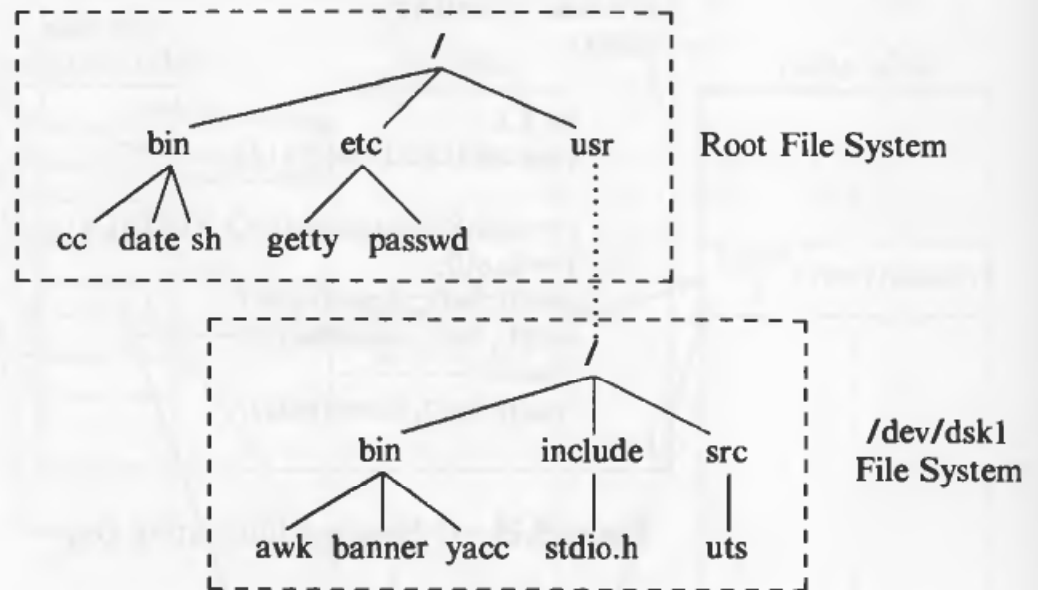 /
bin etc usr
Root File System
cc date sh getty passwd
/
bin include src
/dev/dsk1
File System
awk banner yacc stdio.h uts